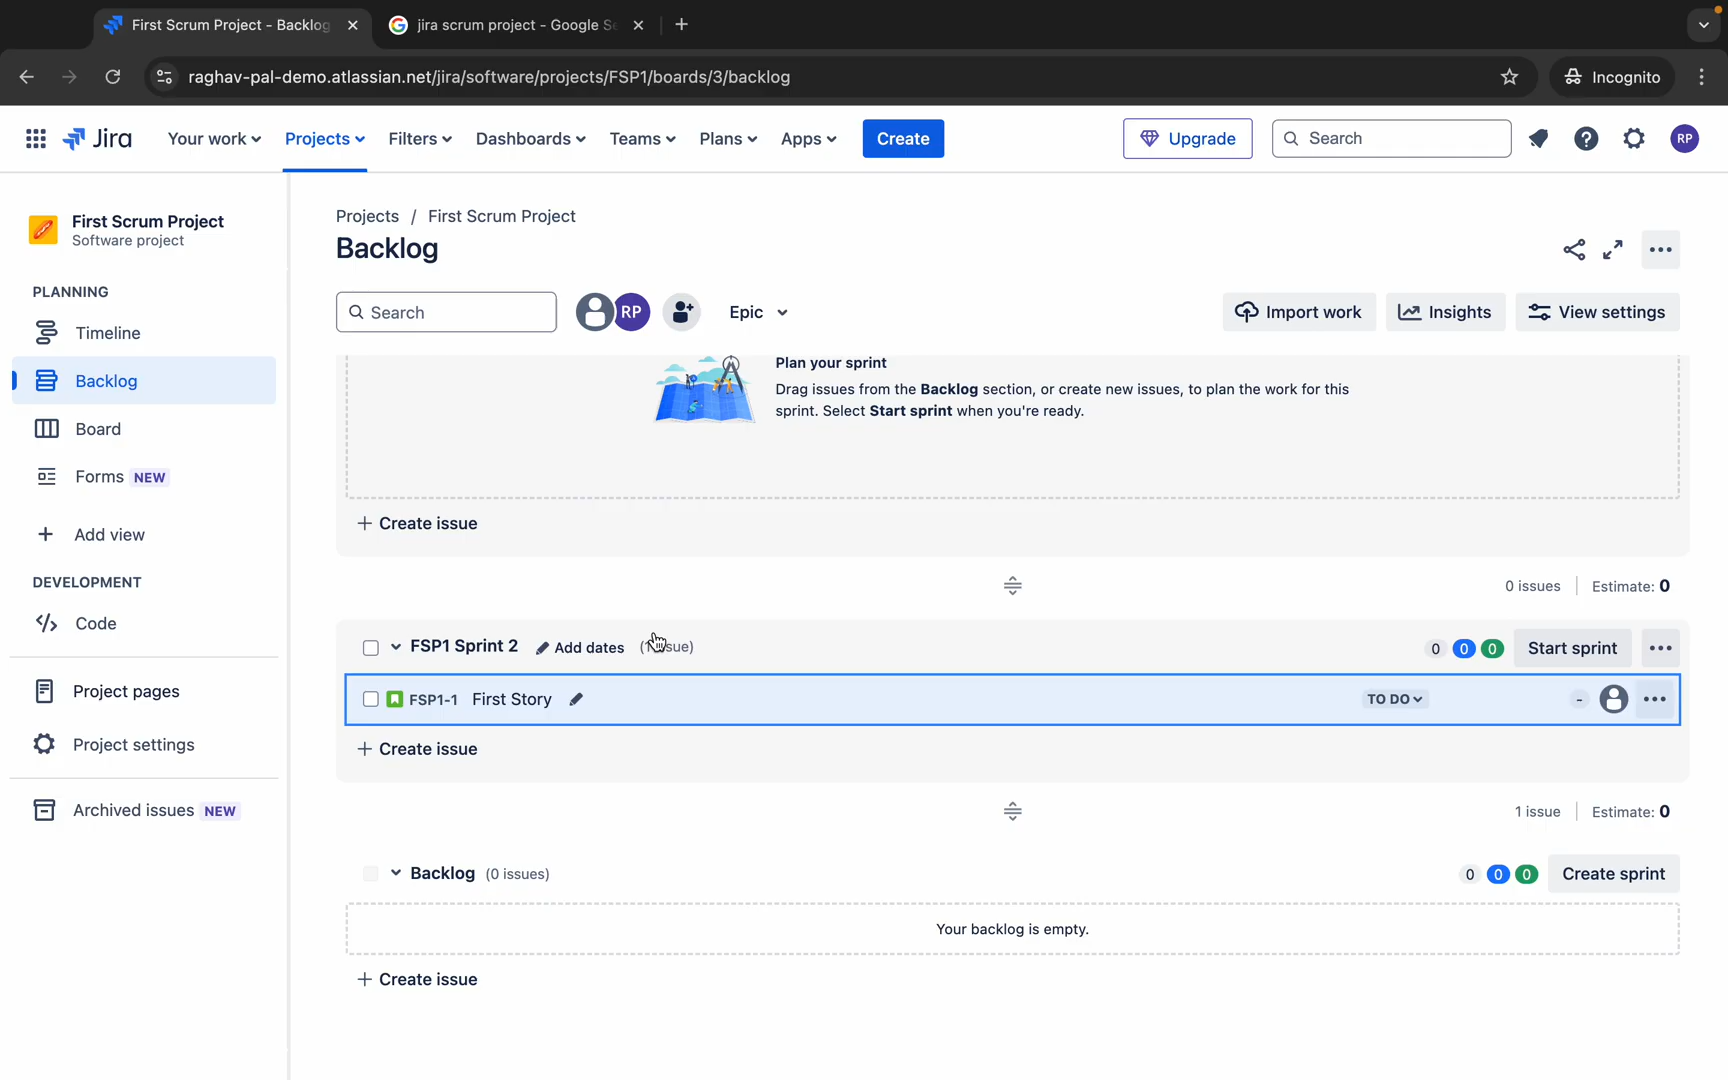 First Scrum Project - Backlog
jira scrum project - Google Se
raghav-pal-demo.atlassian.net/jira/software/projects/FSP1/boards/3/backlog
Incognito
Jira
Your work
Projects
Filters
Dashboards
Teams
Plans
Apps
Create
Upgrade
Search
RP
First Scrum Project
Software project
PLANNING
Timeline
Backlog
Board
Forms NEW
Add view
DEVELOPMENT
Code
Project pages
Project settings
Archived issues NEW
Projects / First Scrum Project
Backlog
Search
RP
Epic
Import work
Insights
View settings
Plan your sprint
Drag issues from the Backlog section, or create new issues, to plan the work for this
sprint. Select Start sprint when you're ready.
+ Create issue
0 issues
Estimate: 0
FSP1 Sprint 2
Add dates
0 0 0
Start sprint
FSP1-1 First Story
TO DO
-
+ Create issue
1 issue
Estimate: 0
Backlog (0 issues)
0 0 0
Create sprint
Your backlog is empty.
+ Create issue